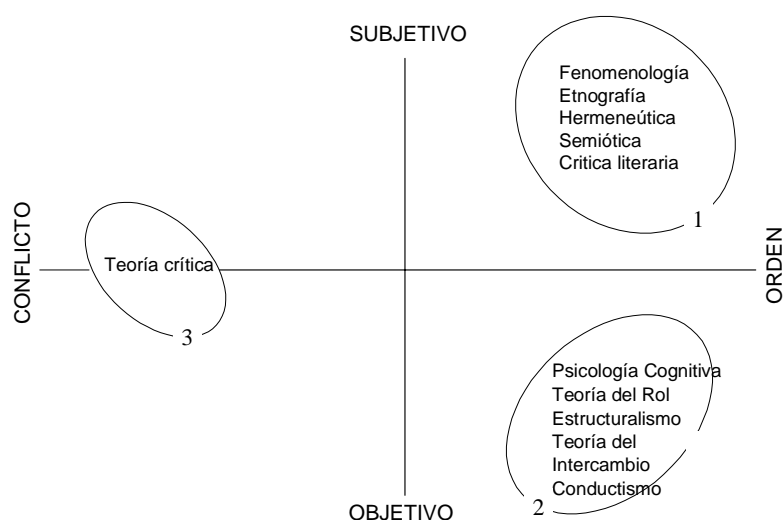 SUBJETIVO
Fenomenología
Etnografía
Hermeneútica
Semiótica
Critica literaria
1
CONFLICTO
Teoría crítica
3
ORDEN
Psicología Cognitiva
Teoría del Rol
Estructuralismo
Teoría del
Intercambio
Conductismo
2
OBJETIVO